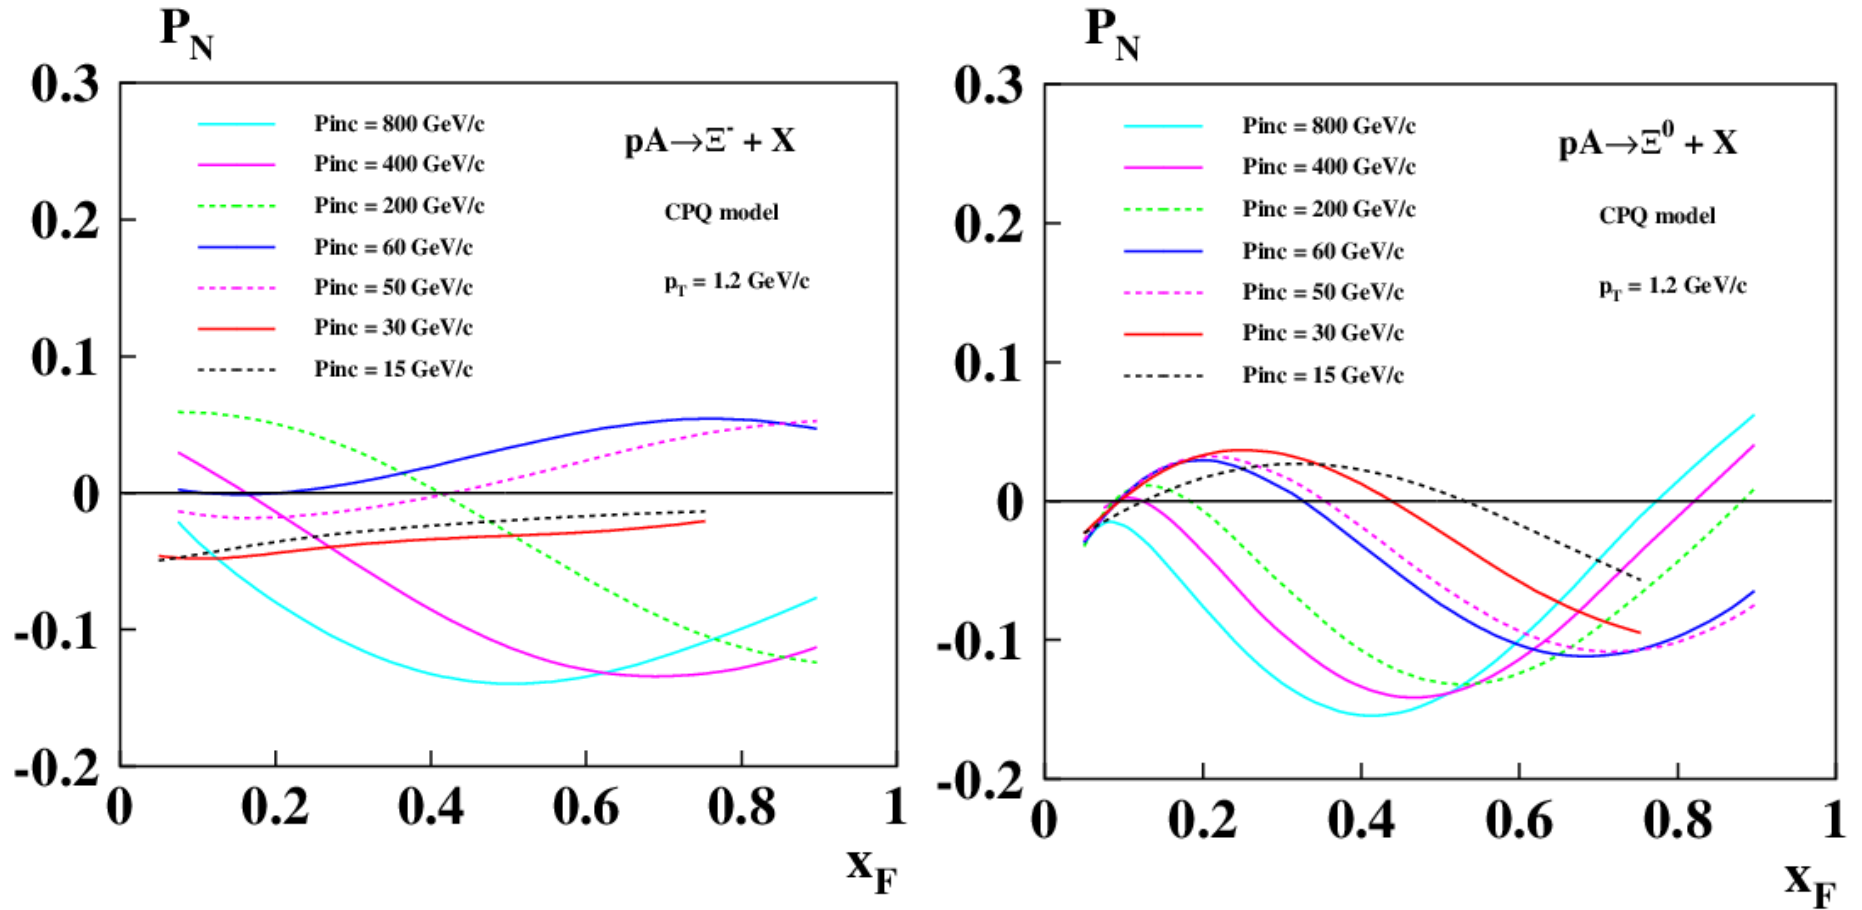 P_N
0.3
Pinc = 800 GeV/c
pA→Ξ⁻ + X
Pinc = 400 GeV/c
0.2
Pinc = 200 GeV/c
CPQ model
Pinc = 60 GeV/c
Pinc = 50 GeV/c
p_T = 1.2 GeV/c
Pinc = 30 GeV/c
0.1
Pinc = 15 GeV/c
0
-0.1
-0.2
0 0.2 0.4 0.6 0.8 1
x_F
P_N
0.3
Pinc = 800 GeV/c
pA→Ξ⁰ + X
Pinc = 400 GeV/c
0.2
Pinc = 200 GeV/c
CPQ model
Pinc = 60 GeV/c
Pinc = 50 GeV/c
p_T = 1.2 GeV/c
Pinc = 30 GeV/c
0.1
Pinc = 15 GeV/c
0
-0.1
-0.2
0 0.2 0.4 0.6 0.8 1
x_F